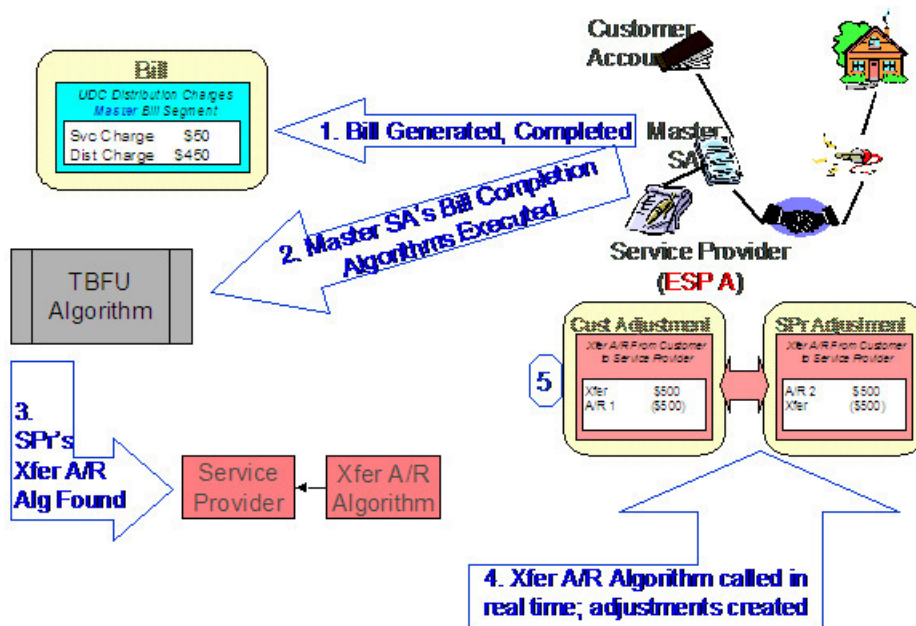 Customer
Account
Bill
UDC Distribution Charges
Master Bill Segment
Svc Charge $50
Dist Charge $450
1. Bill Generated, Completed
Master
SA
2. Master SA's Bill Completion
Algorithms Executed
Service Provider
(ESP A)
TBFU
Algorithm
Cust Adjustment
Xfer A/R From Customer
to Service Provider
Xfer $500
A/R 1 ($500)
SPr Adjustment
Xfer A/R From Customer
to Service Provider
A/R 2 $500
Xfer ($500)
5
3.
SPr's
Xfer A/R
Alg Found
Service
Provider
Xfer A/R
Algorithm
4. Xfer A/R Algorithm called in
real time; adjustments created